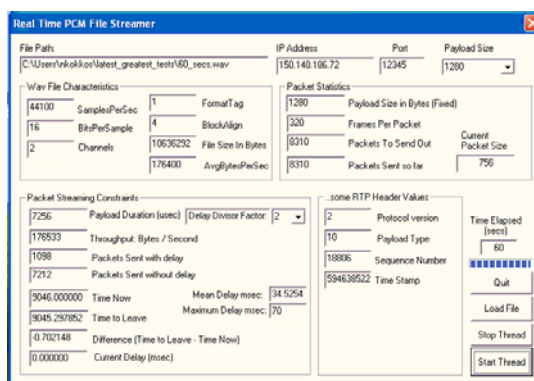 Real Time PCM File Streamer
File Path: IP Address Port Payload Size
C:\Users\nkokkos\latest_greatest_tests\60_secs.wav 150.140.186.72 12345 1280
Wav File Characteristics
44100 SamplesPerSec 1 FormatTag
16 BitsPerSample 4 BlockAlign
2 Channels 10636292 File Size In Bytes
176400 AvgBytesPerSec
Packet Statistics
1280 Payload Size in Bytes (Fixed)
320 Frames Per Packet
8310 Packets To Send Out
8310 Packets Sent so far
Current
Packet Size
756
Packet Streaming Constraints
7256 Payload Duration (usec) Delay Divisor Factor: 2
176533 Throughput: Bytes / Second
1098 Packets Sent with delay
7212 Packets Sent without delay
9046.000000 Time Now Mean Delay msec: 34.5254
9045.297852 Time to Leave Maximum Delay msec: 70
-0.702148 Difference (Time to Leave - Time Now)
0.000000 Current Delay (msec)
...some RTP Header Values
2 Protocol version
10 Payload Type
18806 Sequence Number
594638522 Time Stamp
Time Elapsed
(secs)
60
Quit
Load File
Stop Thread
Start Thread